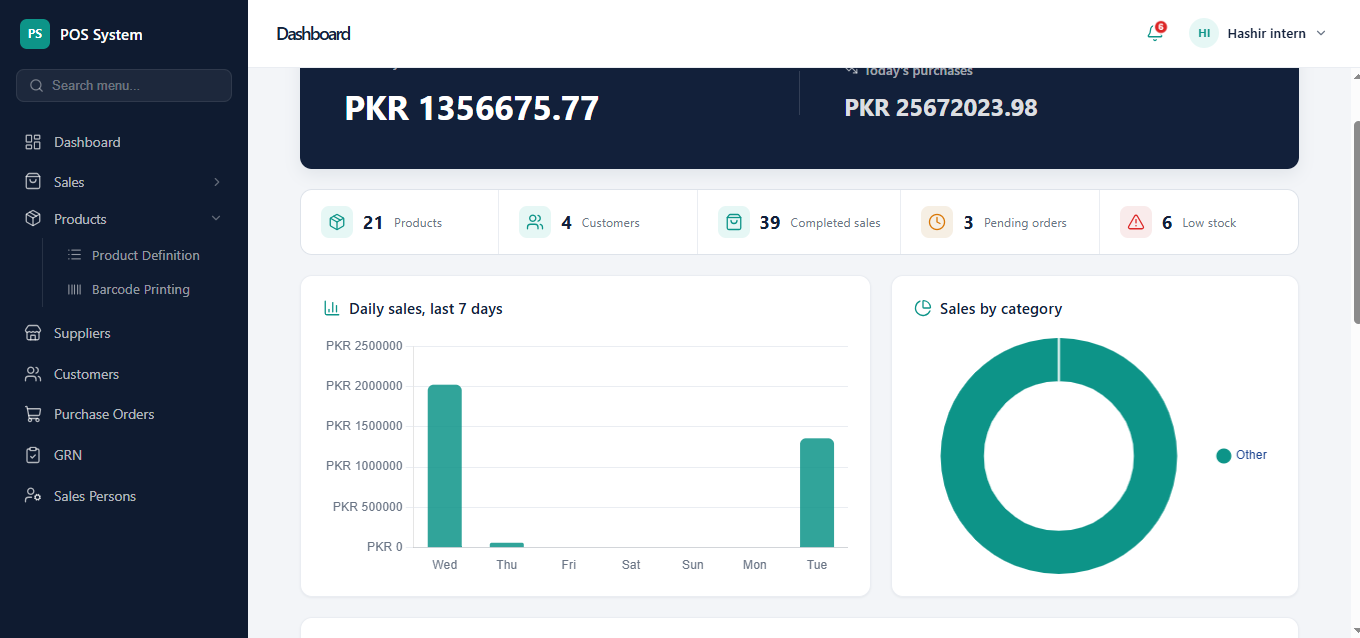 PS POS System
Search menu...
Dashboard
Sales
Products
Product Definition
Barcode Printing
Suppliers
Customers
Purchase Orders
GRN
Sales Persons
Dashboard
6
HI Hashir intern
Today's purchases
PKR 1356675.77
PKR 25672023.98
21 Products
4 Customers
39 Completed sales
3 Pending orders
6 Low stock
Daily sales, last 7 days
PKR 2500000
PKR 2000000
PKR 1500000
PKR 1000000
PKR 500000
PKR 0
Wed Thu Fri Sat Sun Mon Tue
Sales by category
Other